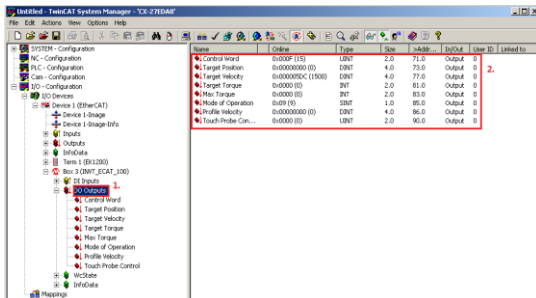 Untitled - TwinCAT System Manager - 'CX-27EDAB'
File Edit Actions View Options Help
SYSTEM - Configuration
NC - Configuration
PLC - Configuration
Cam - Configuration
I/O - Configuration
I/O Devices
Device 1 (EtherCAT)
Device 1-Image
Device 1-Image-Info
Inputs
Outputs
InfoData
Term 1 (EK1200)
Box 3 (INVT_ECAT_100)
DI Inputs
DO Outputs 1.
Control Word
Target Position
Target Velocity
Target Torque
Max Torque
Mode of Operation
Profile Velocity
Touch Probe Control
WcState
InfoData
Mappings
Name Online Type Size >Addr... In/Out User ID Linked to
Control Word 0x000F (15) UINT 2.0 71.0 Output 0
Target Position 0x00000000 (0) DINT 4.0 73.0 Output 0
Target Velocity 0x000005DC (1500) DINT 4.0 77.0 Output 0
Target Torque 0x0000 (0) INT 2.0 81.0 Output 0
Max Torque 0x0000 (0) INT 2.0 83.0 Output 0
Mode of Operation 0x09 (9) SINT 1.0 85.0 Output 0
Profile Velocity 0x00000000 (0) DINT 4.0 86.0 Output 0
Touch Probe Con... 0x0000 (0) UINT 2.0 90.0 Output 0
2.